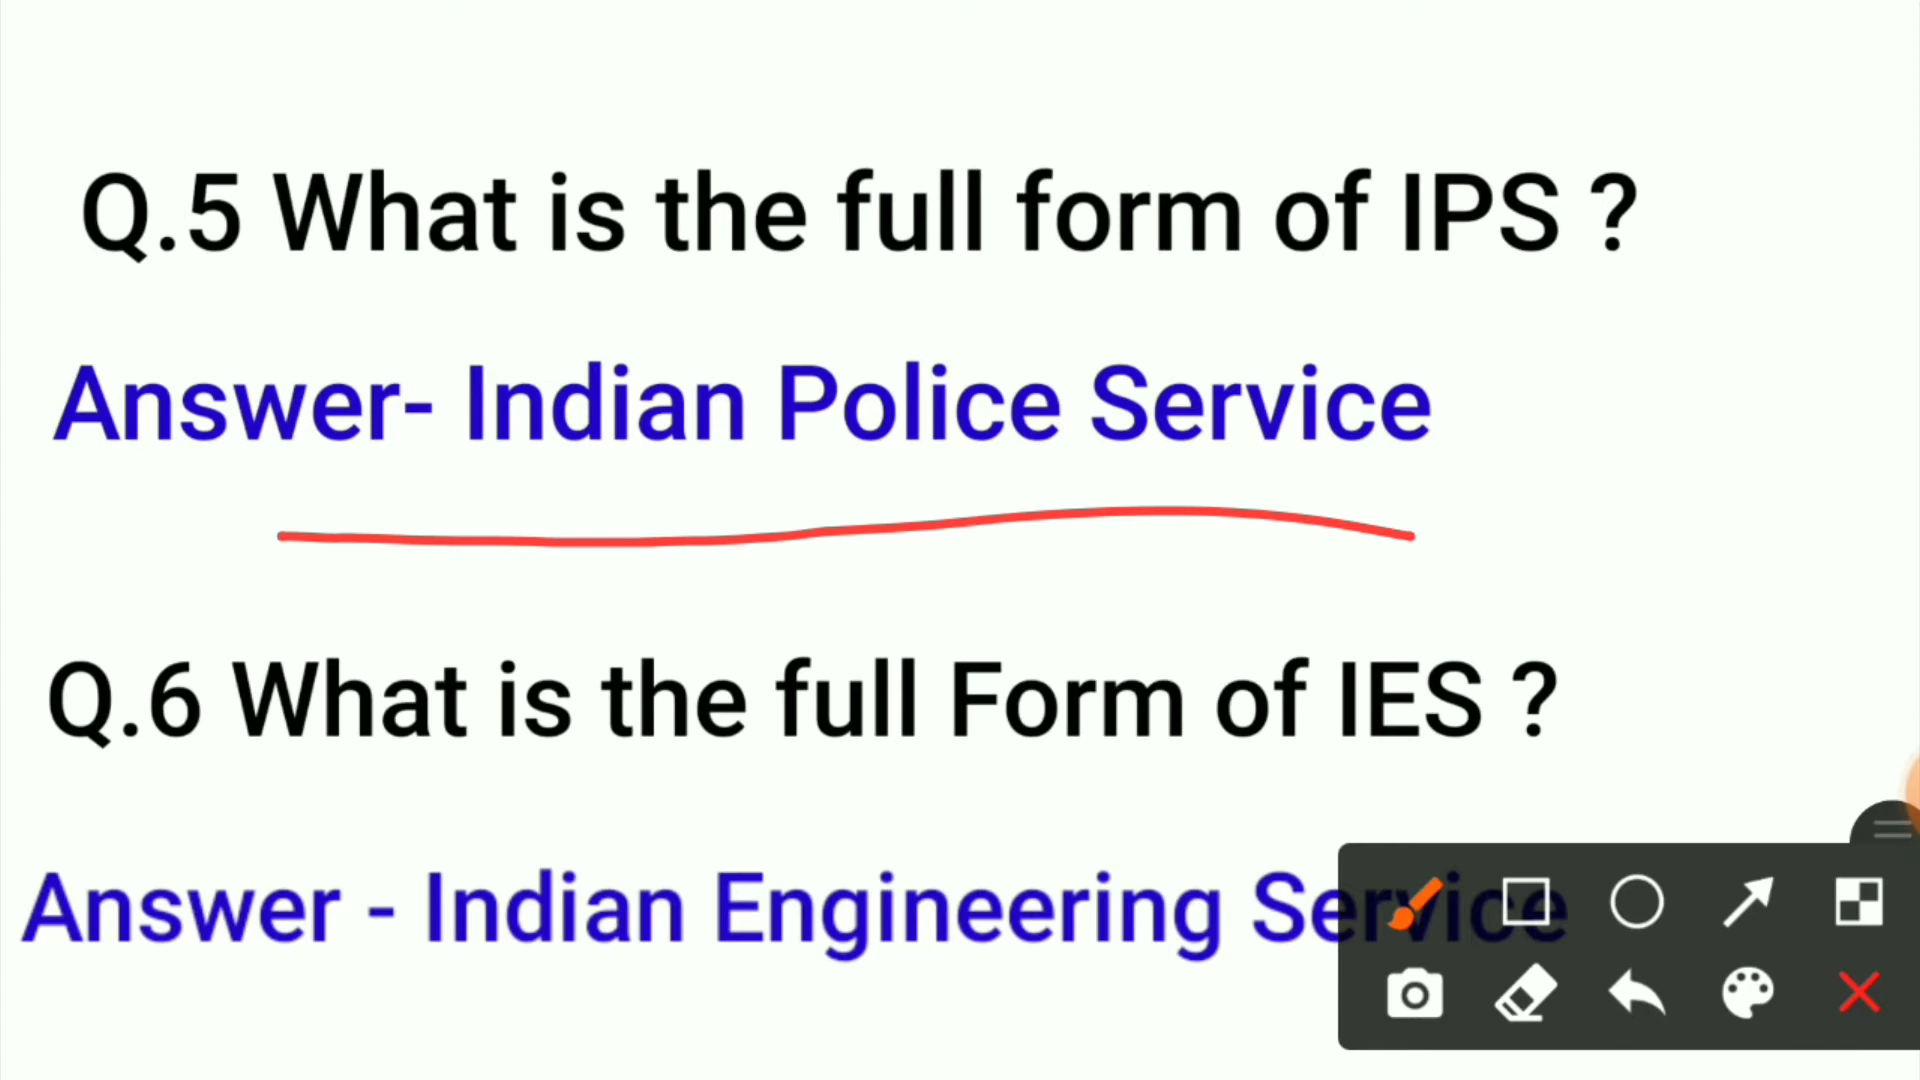 Q.5 What is the full form of IPS ?
Answer- Indian Police Service
Q.6 What is the full Form of IES ?
Answer - Indian Engineering Service